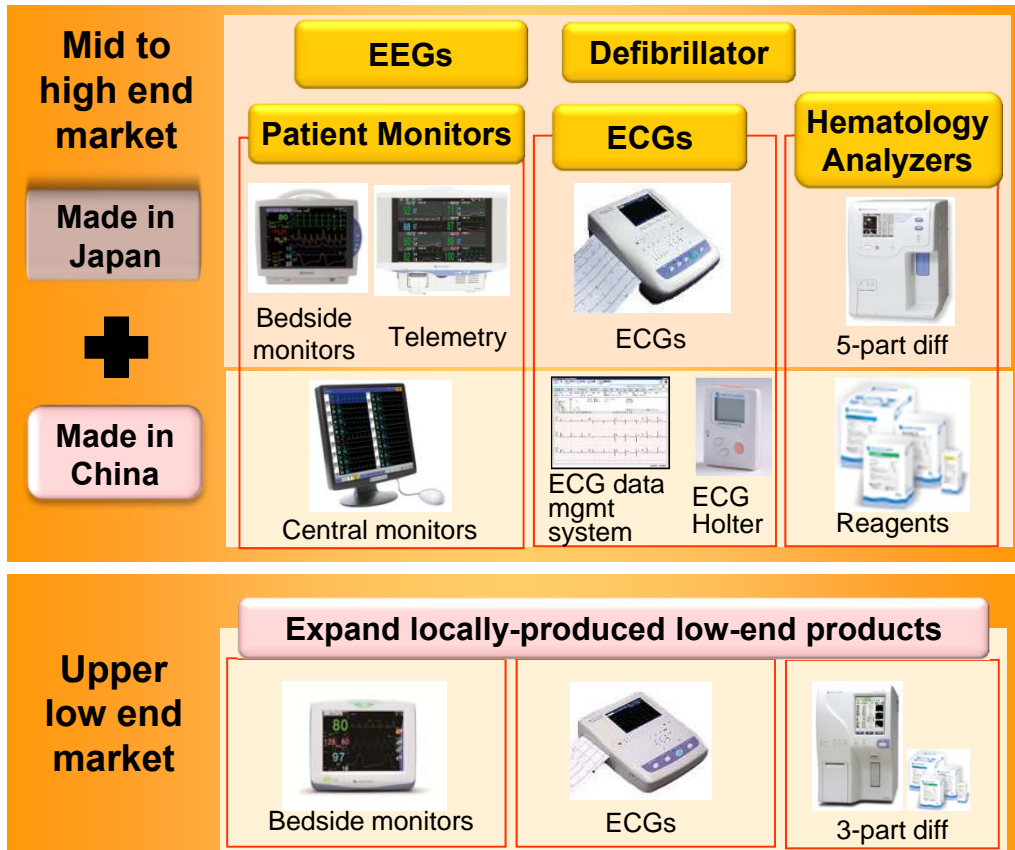 Mid to
high end
market
EEGs
Defibrillator
Patient Monitors
ECGs
Hematology
Analyzers
Made in
Japan
Bedside
monitors
Telemetry
ECGs
5-part diff
Made in
China
Central monitors
ECG data
mgmt
system
ECG
Holter
Reagents
Expand locally-produced low-end products
Upper
low end
market
80
97
Bedside monitors
ECGs
3-part diff